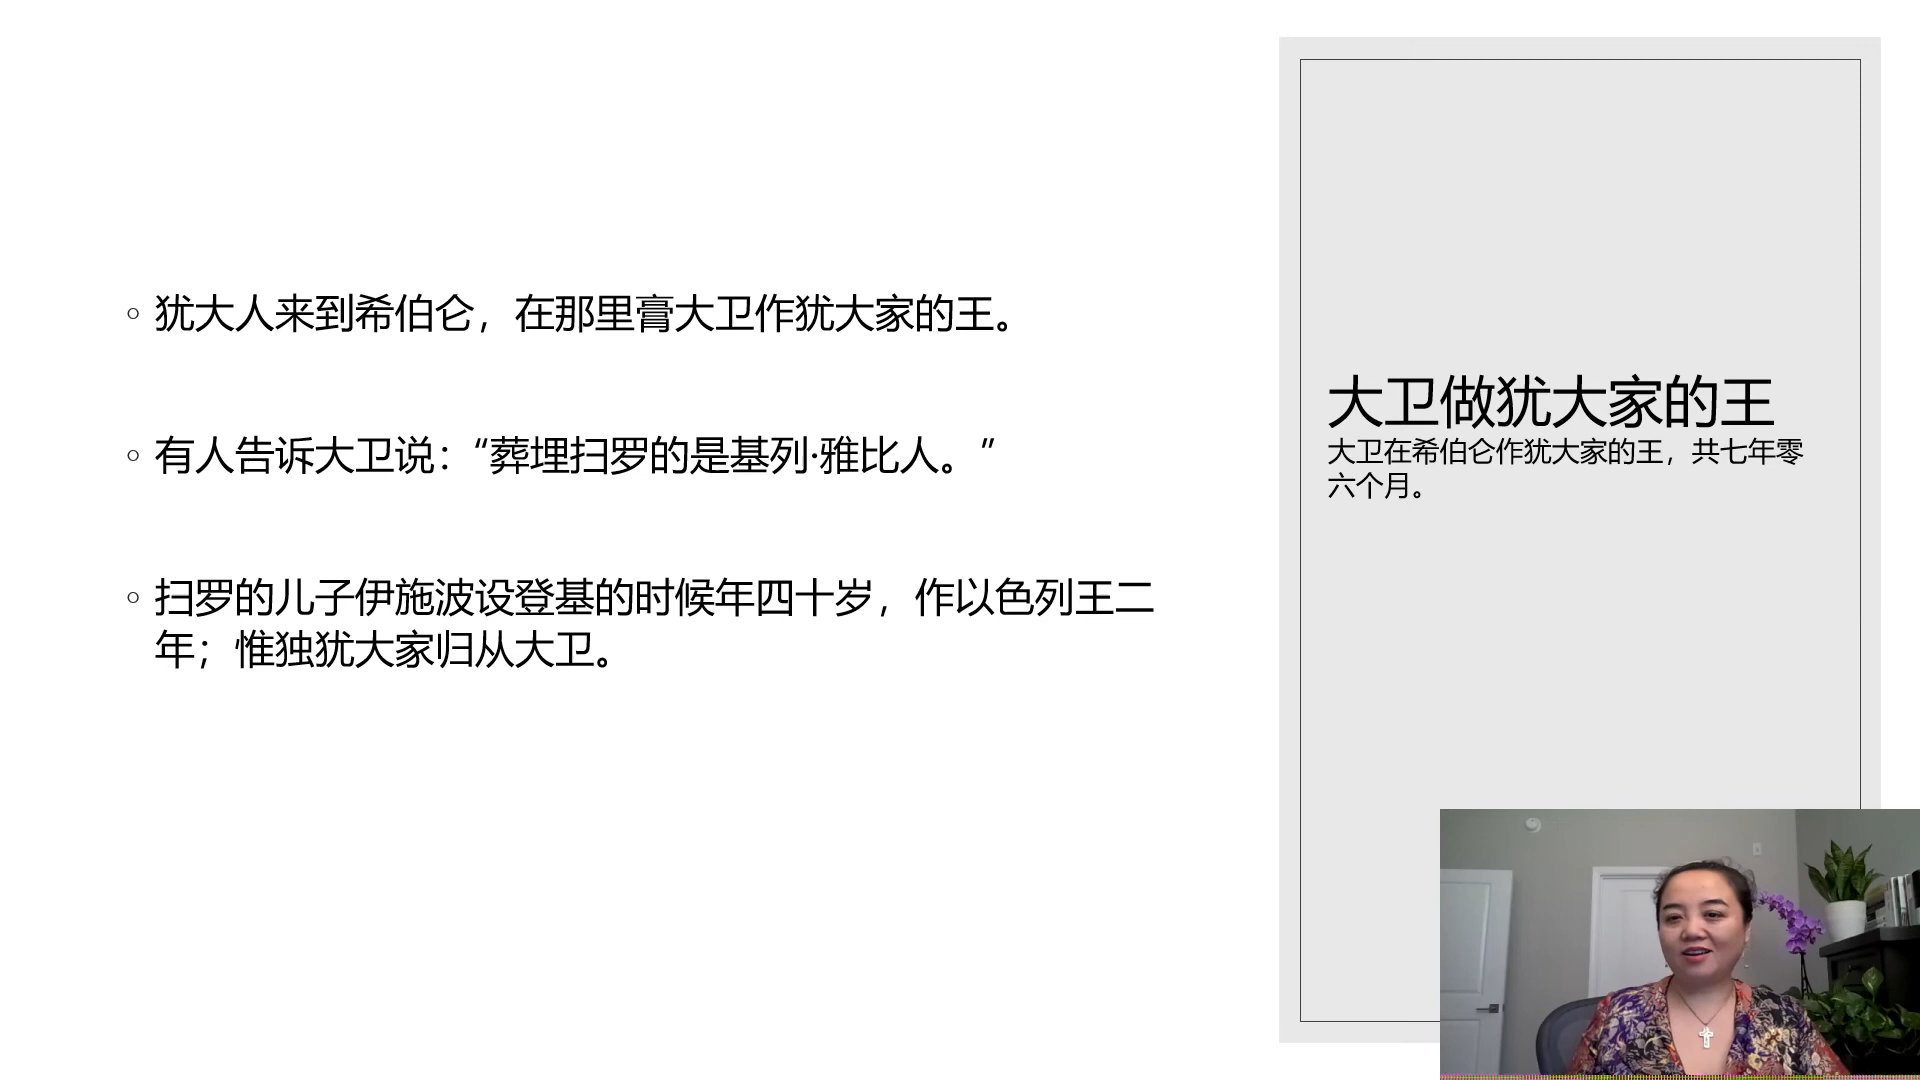 犹大人来到希伯仑，在那里膏大卫作犹大家的王。
有人告诉大卫说：“葬埋扫罗的是基列·雅比人。”
扫罗的儿子伊施波设登基的时候年四十岁，作以色列王二
年；惟独犹大家归从大卫。
大卫做犹大家的王
大卫在希伯仑作犹大家的王，共七年零
六个月。